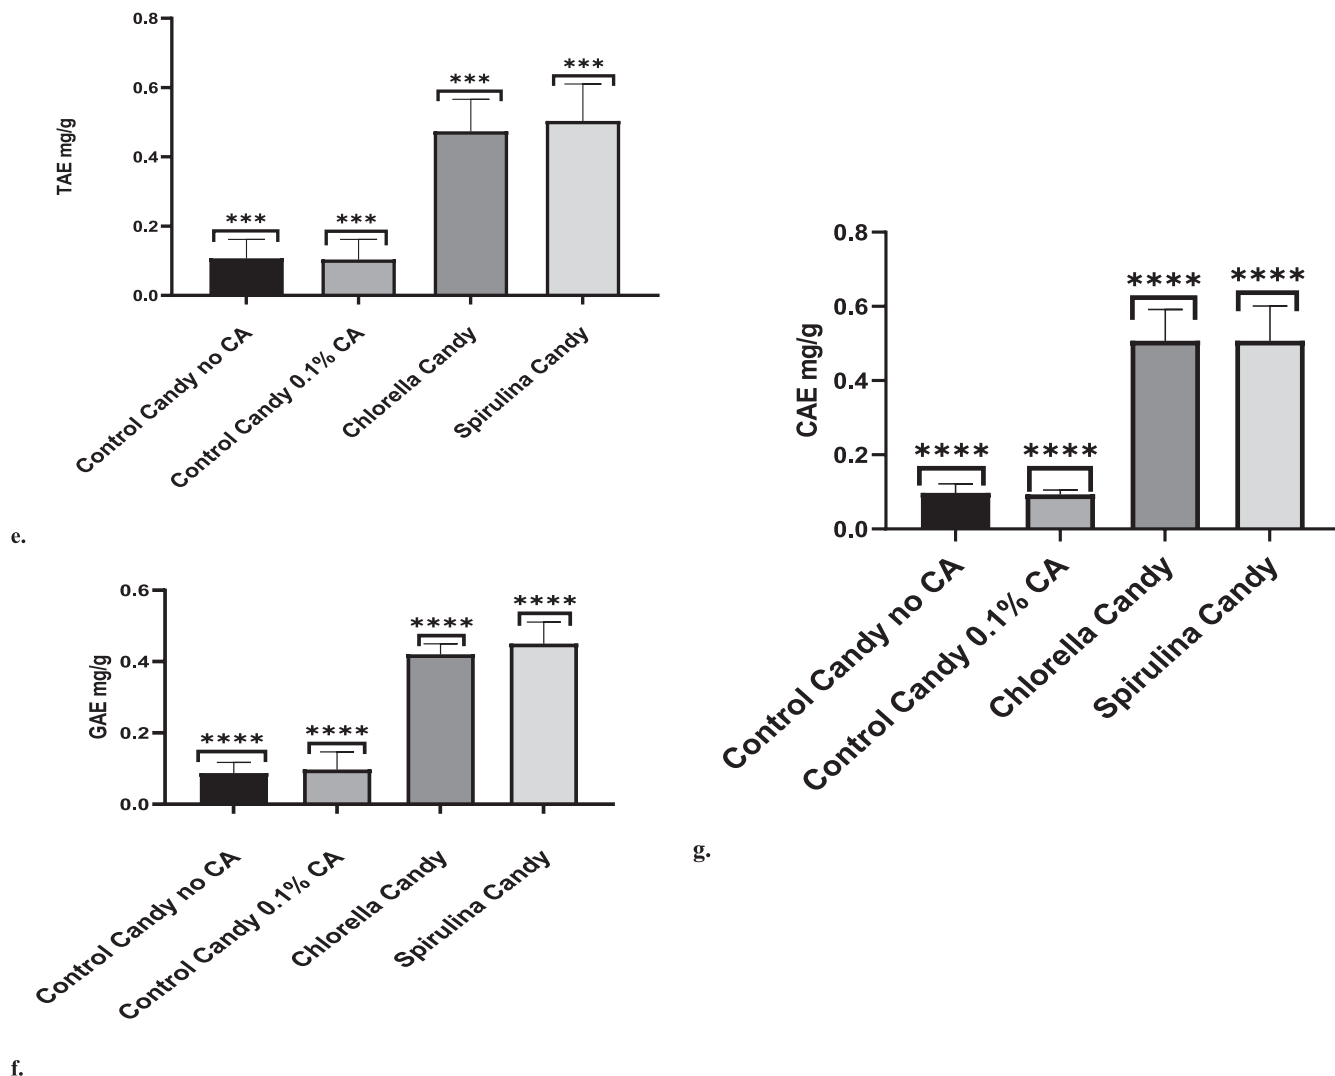 0.8
0.6
0.4
0.2
0.0
TAE mg/g
***
***
***
***
Control Candy no CA
Control Candy 0.1% CA
Chlorella Candy
Spirulina Candy
e.
0.6
0.4
0.2
0.0
GAE mg/g
****
****
****
****
Control Candy no CA
Control Candy 0.1% CA
Chlorella Candy
Spirulina Candy
f.
0.8
0.6
0.4
0.2
0.0
CAE mg/g
****
****
****
****
Control Candy no CA
Control Candy 0.1% CA
Chlorella Candy
Spirulina Candy
g.